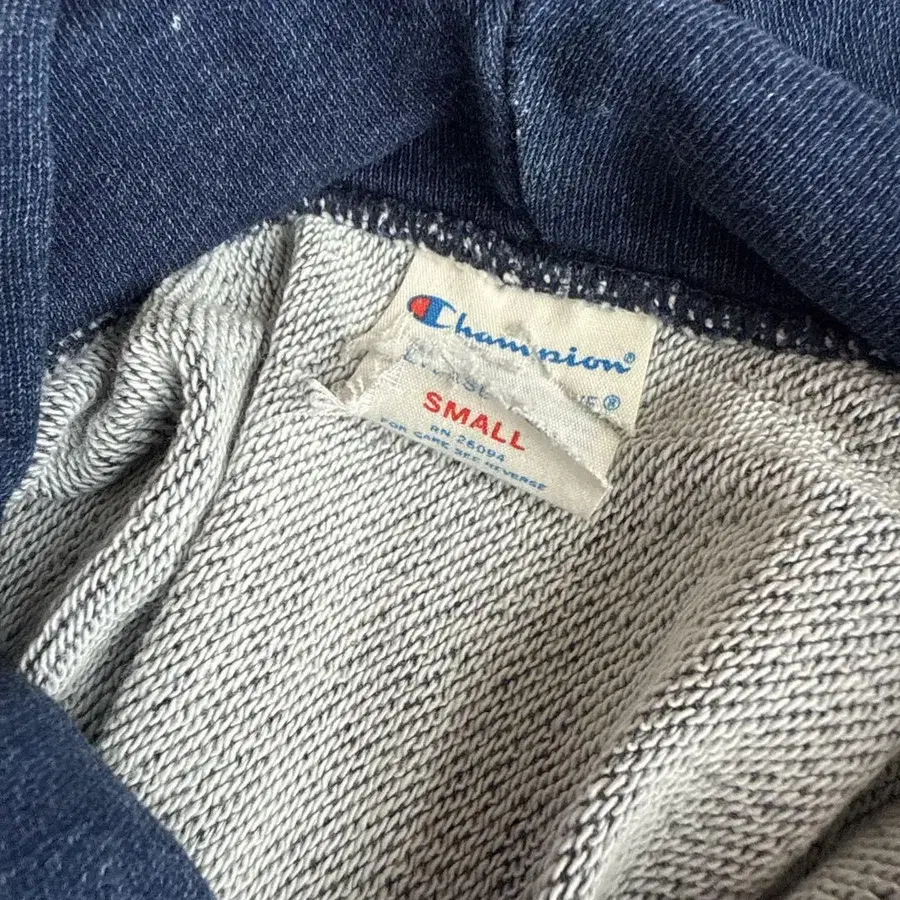 Champion®
SMALL
RN 26094
FOR CARE SEE REVERSE